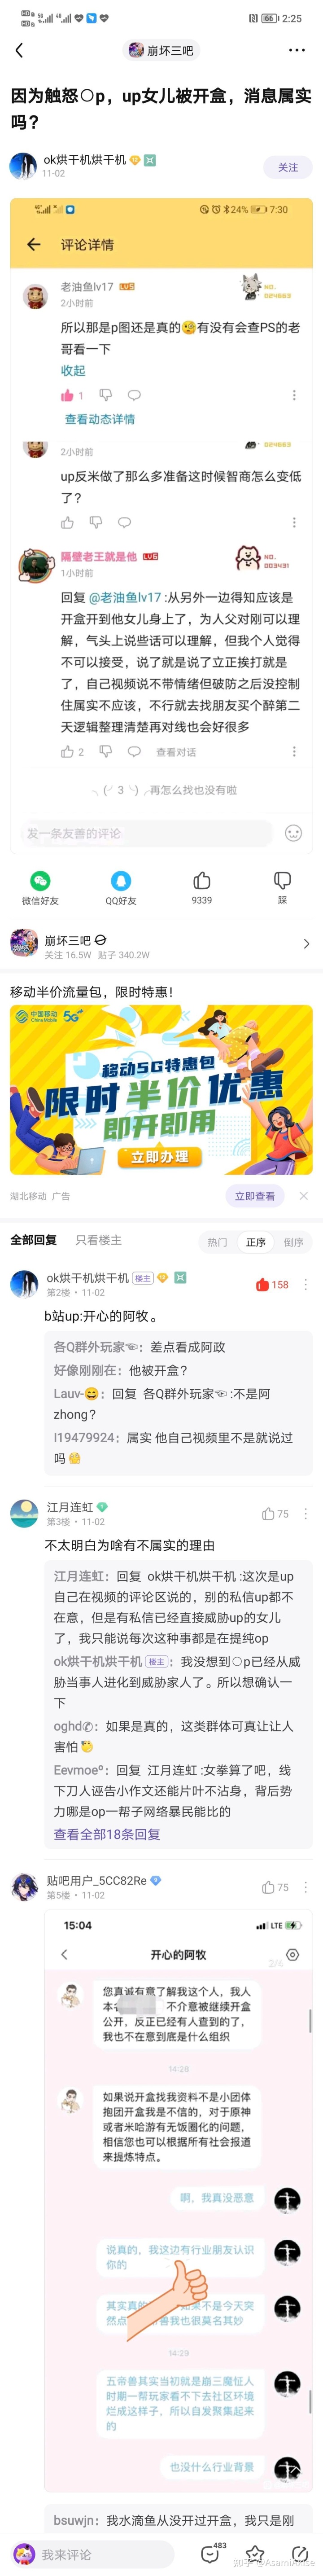 2:25
崩坏三吧
因为触怒○p，up女儿被开盒，消息属实
吗？
ok烘干机烘干机
11-02
关注
24% 7:30
评论详情
老油鱼lv17 LV5
2小时前
NO.
024663
所以那是p图还是真的🧐有没有会查PS的老
哥看一下
收起
1
查看动态详情
2小时前
024663
up反米做了那么多准备这时候智商怎么变低
了？
隔壁老王就是他 LV6
1小时前
NO.
003431
回复 @老油鱼lv17 :从另外一边得知应该是
开盒开到他女儿身上了，为人父对刚可以理
解，气头上说些话可以理解，但我个人觉得
不可以接受，说了就是说了立正挨打就是
了，自己视频说不带情绪但破防之后没控制
住属实不应该，不行就去找朋友买个醉第二
天逻辑整理清楚再对线也会好很多
2 查看对话
╮(╯3╰)╭再怎么找也没有啦
发一条友善的评论
微信好友
QQ好友
9339
踩
崩坏三吧
关注 16.5W 贴子 340.2W
移动半价流量包，限时特惠！
中国移动
China Mobile
5G+
移动5G特惠包
限时半价优惠
即开即用
立即办理
湖北移动 广告
立即查看
全部回复 只看楼主
热门 正序 倒序
ok烘干机烘干机 楼主
第2楼 • 11-02
158
b站up:开心的阿牧。
各Q群外玩家☜：差点看成阿政
好像刚刚在：他被开盒？
Lauv-😄：回复 各Q群外玩家☜ :不是阿
zhong？
l19479924：属实 他自己视频里不是就说过
吗
江月连虹
第3楼 • 11-02
75
不太明白为啥有不属实的理由
江月连虹：回复 ok烘干机烘干机 :这次是up
自己在视频的评论区说的，别的私信up都不
在意，但是有私信已经直接威胁up的女儿
了，我只能说每次这种事都是在提纯op
ok烘干机烘干机 楼主：我没想到○p已经从威
胁当事人进化到威胁家人了。所以想确认一
下
oghd✆：如果是真的，这类群体可真让人
害怕
Eevmoeº：回复 江月连虹 :女拳算了吧，线
下刀人诬告小作文还能片叶不沾身，背后势
力哪是op一帮子网络暴民能比的
查看全部18条回复
贴吧用户_5CC82Re
第5楼 • 11-02
75
15:04
LTE
开心的阿牧
2/4
您真诚有意了解我这个人，我人
不介意被继续开盒
公开，反正已经有人查到的了，
我也不在意到底是什么组织
14:28
如果说开盒找我资料不是小团体
抱团开盒我是不信的，对于原神
或者米哈游有无饭圈化的问题，
相信您也可以根据所有社会报道
来提炼特点。
啊，我真没恶意
说真的，我这边有行业朋友认识
你的
其实真的
如果不是今天突
然点
兽我也很莫名其妙
14:29
五帝兽其实当初就是崩三魔怔人
时期一帮玩家看不下去社区环境
烂成这样子，所以自发聚集起来
的
也没什么行业背景
bsuwjn：我水滴鱼从没开过开盒，我只是刚
我来评论
483
知乎 @AsamiAlise